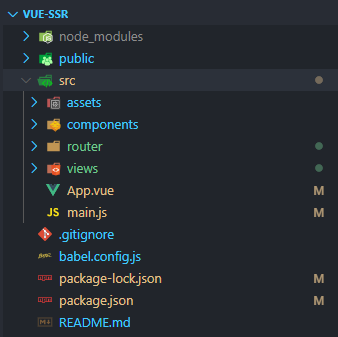 VUE-SSR
node_modules
public
src
assets
components
router
views
App.vue M
JS main.js M
.gitignore
babel.config.js
package-lock.json M
package.json M
README.md